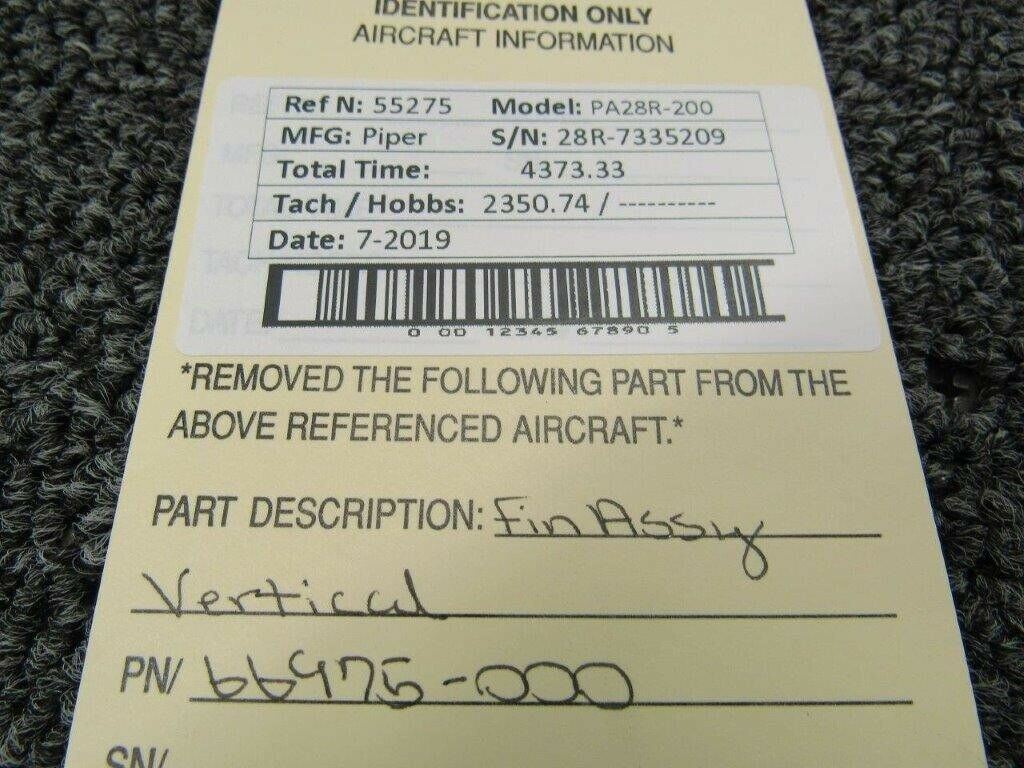 IDENTIFICATION ONLY
AIRCRAFT INFORMATION
Ref N: 55275 Model: PA28R-200
MFG: Piper S/N: 28R-7335209
Total Time: 4373.33
Tach / Hobbs: 2350.74 / ----------
Date: 7-2019
0 00 12345 67890 5
*REMOVED THE FOLLOWING PART FROM THE
ABOVE REFERENCED AIRCRAFT.*
PART DESCRIPTION: Fin Assy
Vertical
PN/ 66975-000
SN/